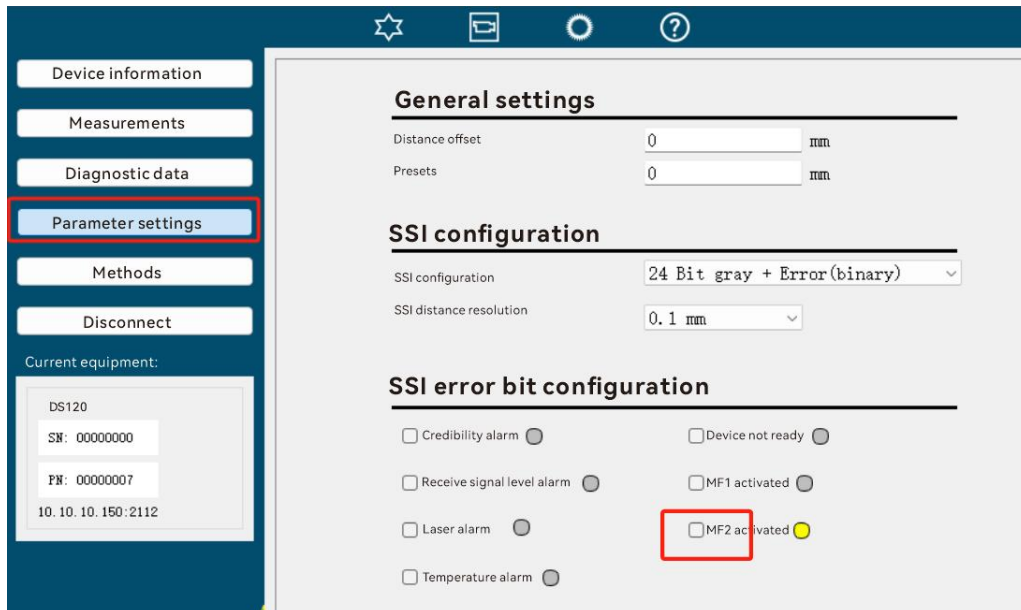 ?
Device information
Measurements
Diagnostic data
Parameter settings
Methods
Disconnect
Current equipment:
DS120
SN: 00000000
PN: 00000007
10.10.10.150:2112
General settings
Distance offset 0 mm
Presets 0 mm
SSI configuration
SSI configuration 24 Bit gray + Error(binary)
SSI distance resolution 0.1 mm
SSI error bit configuration
Credibility alarm Device not ready
Receive signal level alarm MF1 activated
Laser alarm MF2 activated
Temperature alarm